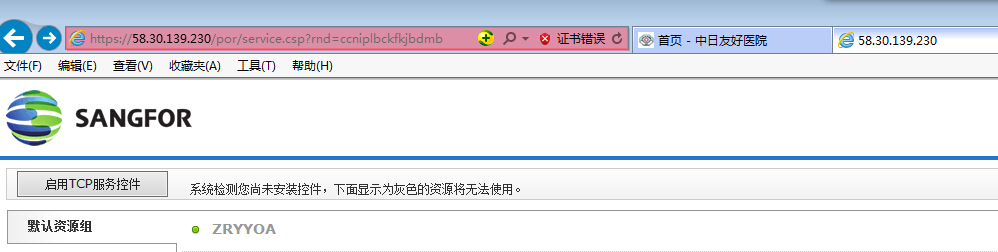 https://58.30.139.230/por/service.csp?rnd=ccniplbckfkjbdmb 证书错误 首页 - 中日友好医院 58.30.139.230
文件(F) 编辑(E) 查看(V) 收藏夹(A) 工具(T) 帮助(H)
SANGFOR
启用TCP服务控件 系统检测您尚未安装控件，下面显示为灰色的资源将无法使用。
默认资源组 ZRYYOA